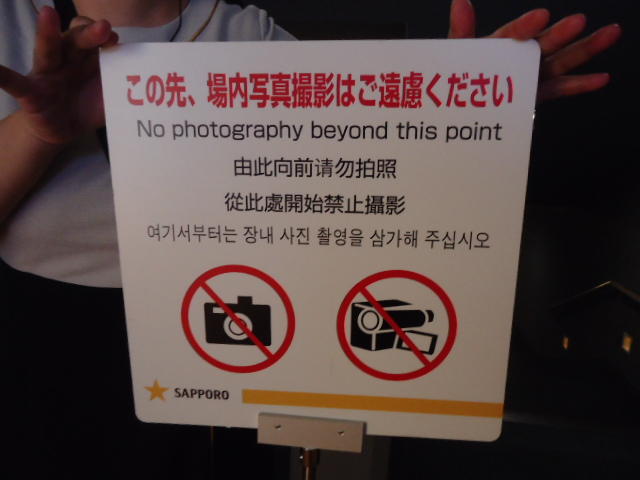 この先、場内写真撮影はご遠慮ください
No photography beyond this point
由此向前请勿拍照
從此處開始禁止攝影
여기서부터는 장내 사진 촬영을 삼가해 주십시오
SAPPORO